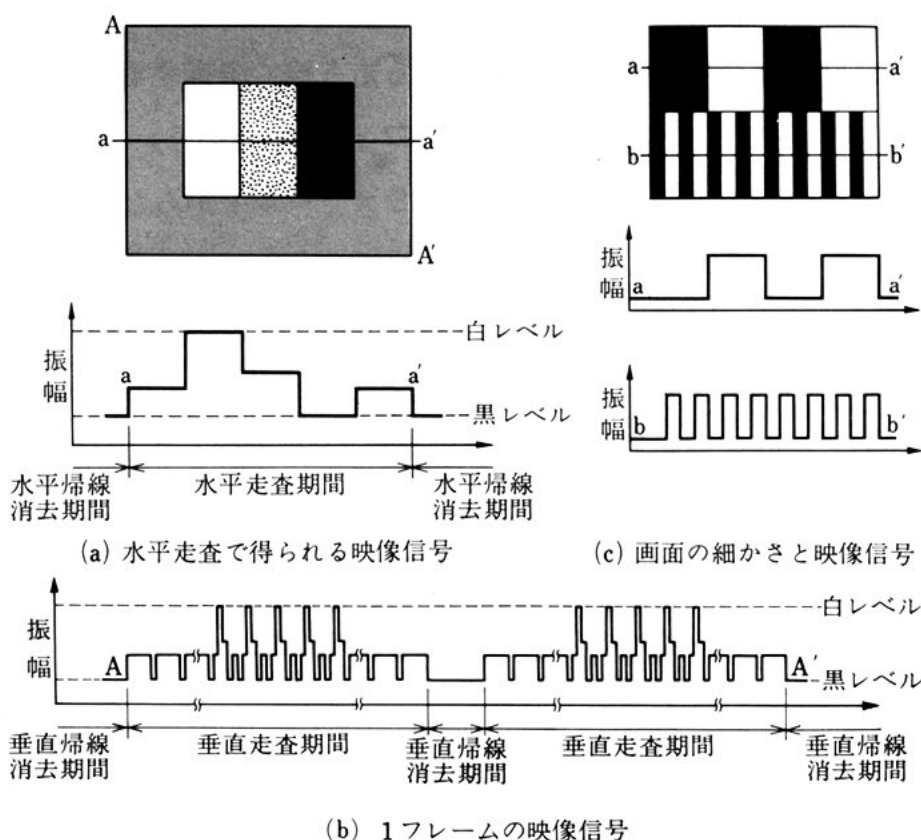 A
a
a′
A′
振幅
a
a′
白レベル
黒レベル
水平帰線消去期間
水平走査期間
水平帰線消去期間
(a) 水平走査で得られる映像信号
a
a′
b
b′
振幅
a
a′
振幅
b
b′
(c) 画面の細かさと映像信号
振幅
A
A′
白レベル
黒レベル
垂直帰線消去期間
垂直走査期間
垂直帰線消去期間
垂直走査期間
垂直帰線消去期間
(b) 1フレームの映像信号